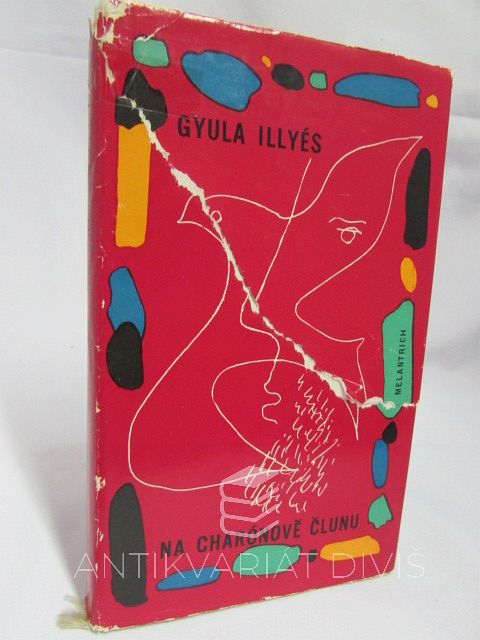 GYULA ILLYÉS
MELANTRICH
NA CHARÓNOVĚ ČLUNU
ANTIKVARIÁT DIVIŠ